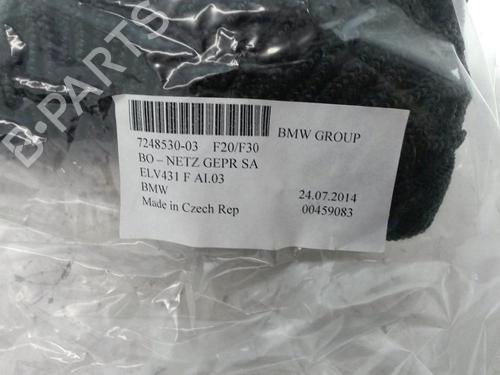 B-PARTS
BMW GROUP
7248530-03 F20/F30
BO – NETZ GEPR SA
ELV431 F AI.03
BMW 24.07.2014
Made in Czech Rep 00459083